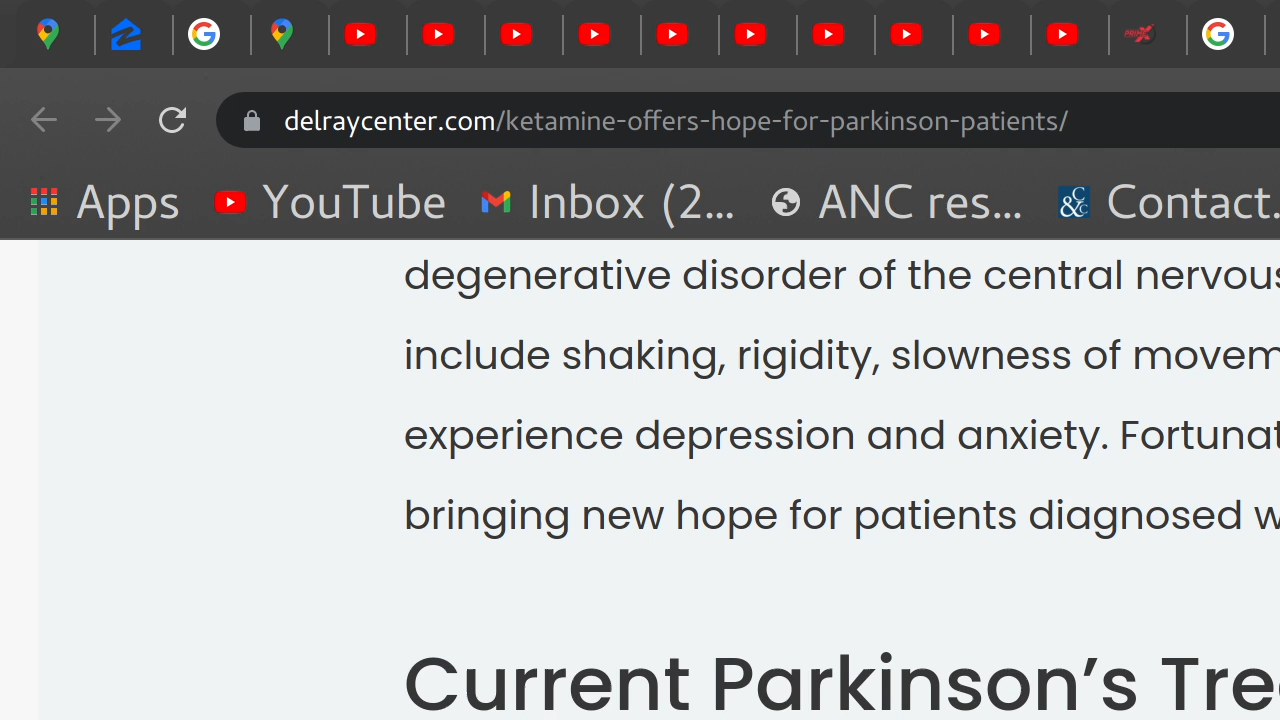 delraycenter.com/ketamine-offers-hope-for-parkinson-patients/
Apps YouTube Inbox (2... ANC res... Contact.
degenerative disorder of the central nervous
include shaking, rigidity, slowness of movem
experience depression and anxiety. Fortunat
bringing new hope for patients diagnosed w
Current Parkinson’s Trea